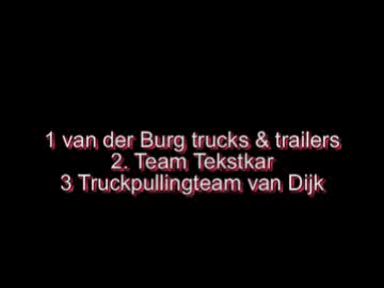 1 van der Burg trucks & trailers
2. Team Tekstkar
3 Truckpullingteam van Dijk